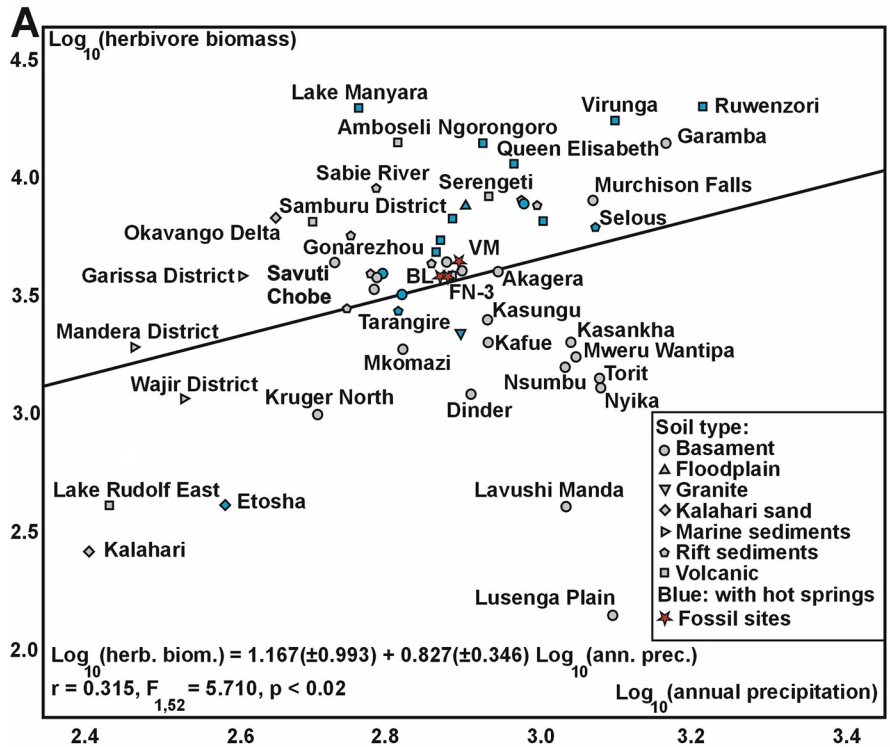 A
Log10(herbivore biomass)
4.5
Lake Manyara
Virunga
Ruwenzori
Amboseli Ngorongoro
Queen Elisabeth
Garamba
4.0
Sabie River
Serengeti
Murchison Falls
Samburu District
Selous
Okavango Delta
Gonarezhou
VM
Garissa District
Savuti
BL
Akagera
3.5
Chobe
FN-3
Kasungu
Tarangire
Mandera District
Kasankha
Kafue
Mweru Wantipa
Mkomazi
Wajir District
Nsumbu
Torit
Kruger North
Nyika
3.0
Dinder
Soil type:
Basament
Floodplain
Granite
Kalahari sand
Marine sediments
Rift sediments
Volcanic
Blue: with hot springs
Fossil sites
Lake Rudolf East
Etosha
Lavushi Manda
2.5
Kalahari
Lusenga Plain
2.0
Log10(herb. biom.) = 1.167(±0.993) + 0.827(±0.346) Log10(ann. prec.)
r = 0.315, F1,52 = 5.710, p < 0.02
Log10(annual precipitation)
2.4 2.6 2.8 3.0 3.2 3.4